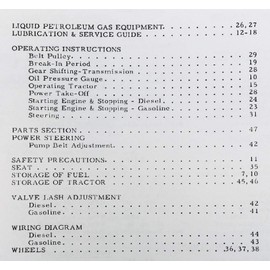 LIQUID PETROLEUM GAS EQUIPMENT. . . . . . . . . . . 26, 27
LUBRICATION & SERVICE GUIDE . . . . . . . . . . . . 12-18
OPERATING INSTRUCTIONS
Belt Pulley. . . . . . . . . . . . . . . . . . . . 29
Break-In Period . . . . . . . . . . . . . . . . . . 19
Gear Shifting-Transmission . . . . . . . . . . . . 28
Oil Pressure Gauge. . . . . . . . . . . . . . . . . 10
Operating Tractor . . . . . . . . . . . . . . . . . 15
Power Take-Off . . . . . . . . . . . . . . . . . . 28
Starting Engine & Stopping - Diesel. . . . . . . . 24
Starting Engine & Stopping - Gasoline. . . . . . . 23
Steering . . . . . . . . . . . . . . . . . . . . . 31
PARTS SECTION. . . . . . . . . . . . . . . . . . . 47
POWER STEERING
Pump Belt Adjustment. . . . . . . . . . . . . . . . 42
SAFETY PRECAUTIONS. . . . . . . . . . . . . . . . . 11
SEAT . . . . . . . . . . . . . . . . . . . . . . . 35
STORAGE OF FUEL . . . . . . . . . . . . . . . . . . 7, 10
STORAGE OF TRACTOR . . . . . . . . . . . . . . . . 45, 46
VALVE LASH ADJUSTMENT
Diesel. . . . . . . . . . . . . . . . . . . . . . . 42
Gasoline . . . . . . . . . . . . . . . . . . . . . 41
WIRING DIAGRAM
Diesel. . . . . . . . . . . . . . . . . . . . . . . 44
Gasoline . . . . . . . . . . . . . . . . . . . . . 43
WHEELS . . . . . . . . . . . . . . . . . . . . . . 36, 37, 38